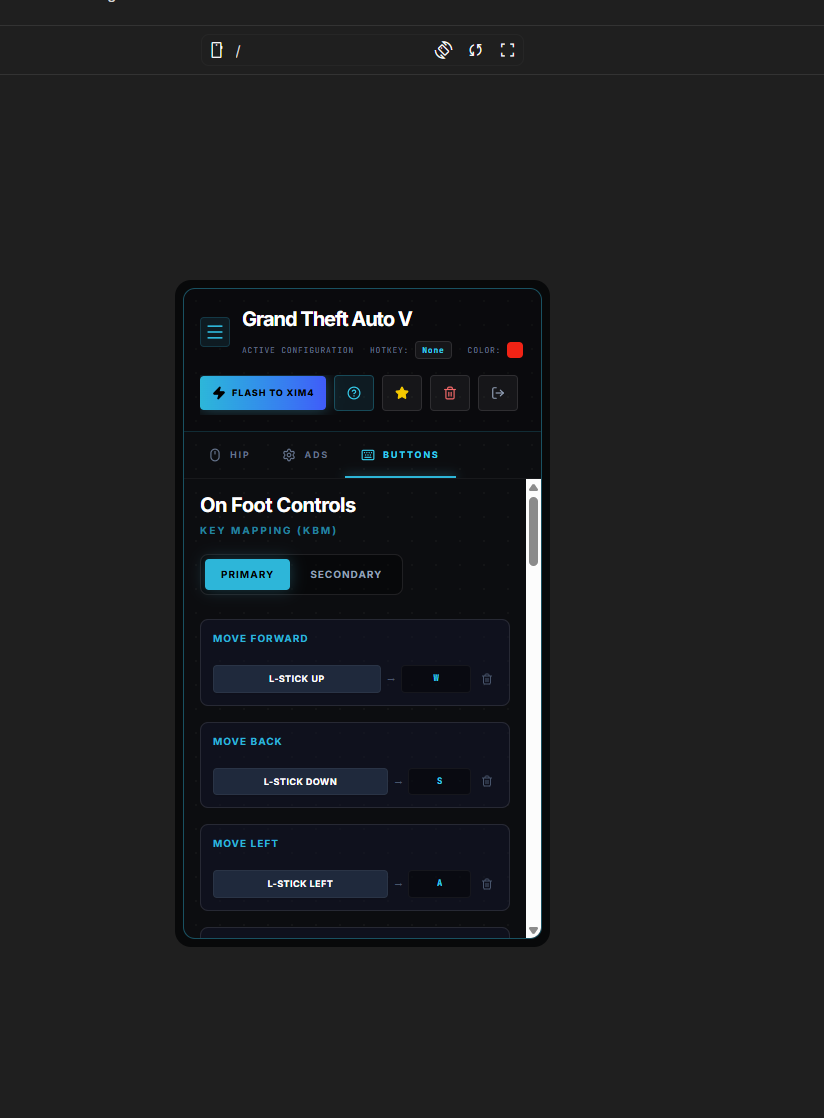 /
Grand Theft Auto V
ACTIVE CONFIGURATION HOTKEY: None COLOR:
FLASH TO XIM4
HIP ADS BUTTONS
On Foot Controls
KEY MAPPING (KBM)
PRIMARY SECONDARY
MOVE FORWARD
L-STICK UP → W
MOVE BACK
L-STICK DOWN → S
MOVE LEFT
L-STICK LEFT → A